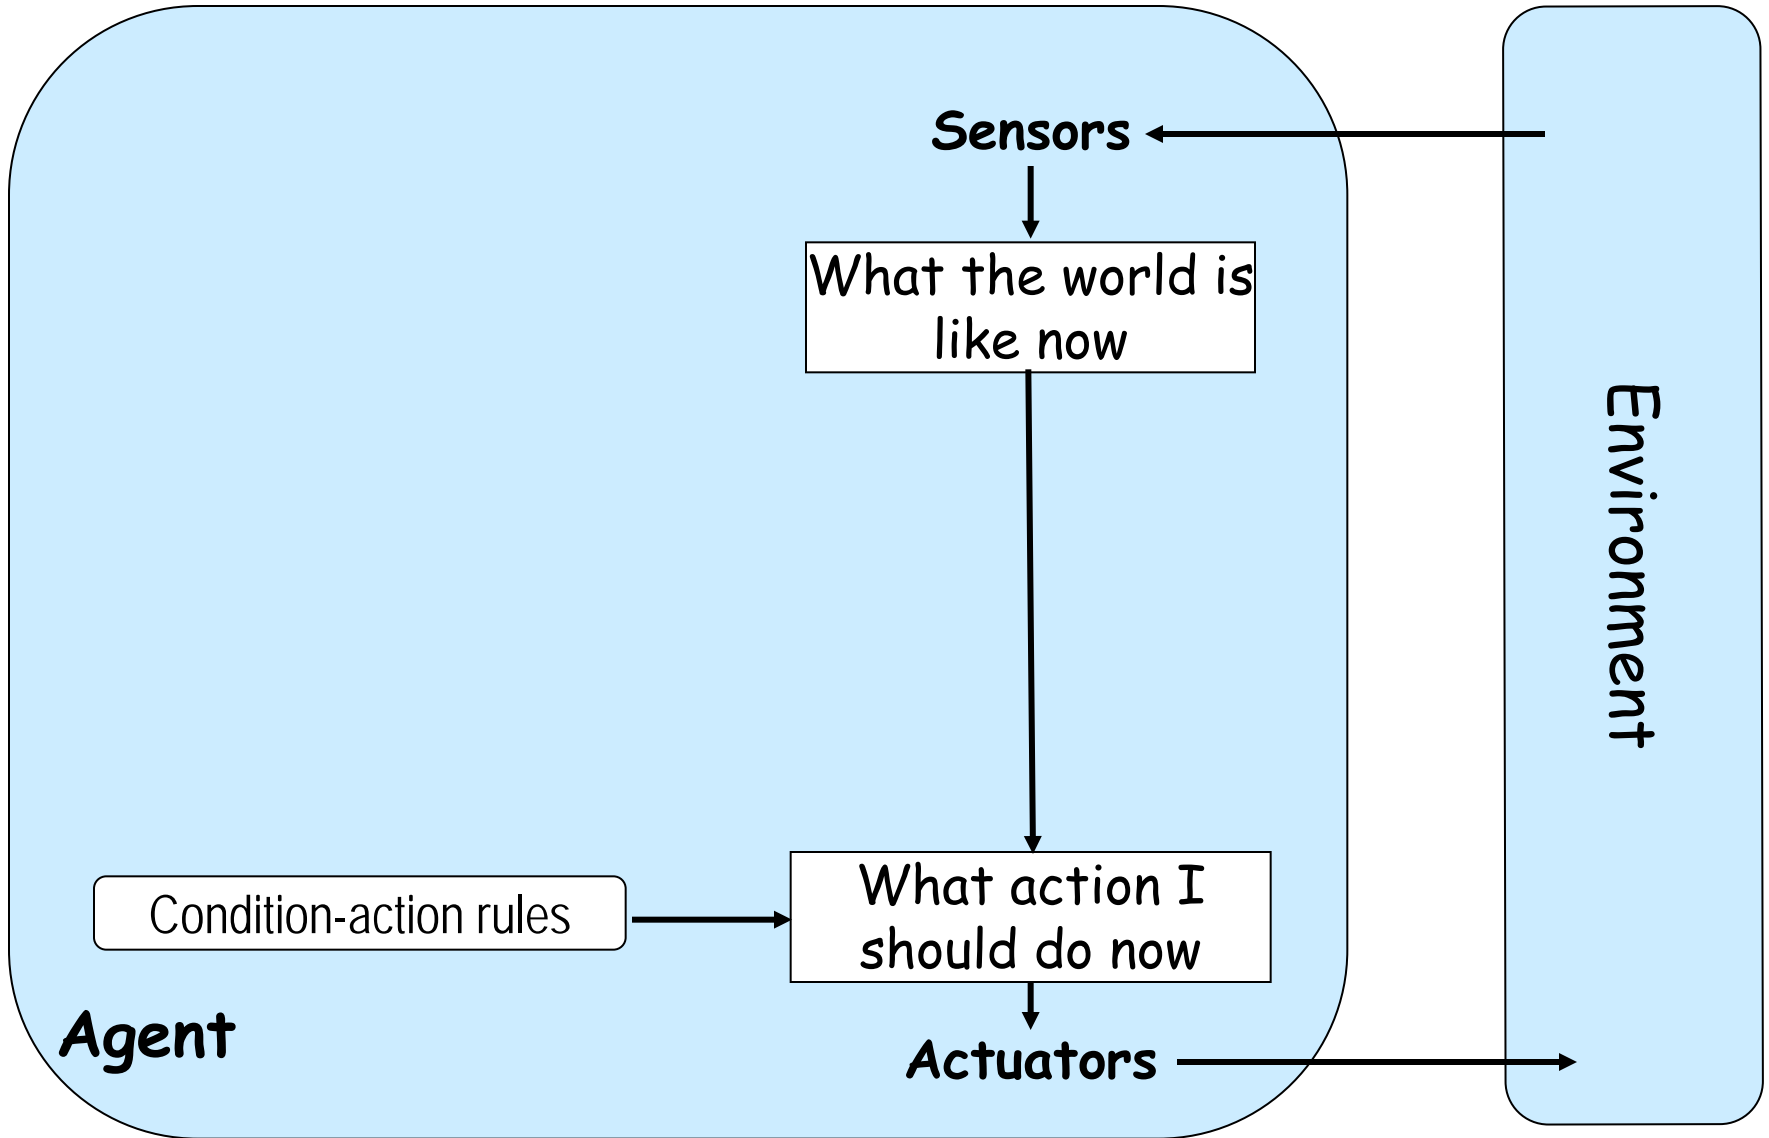 Sensors
What the world is
like now
Environment
Condition-action rules
What action I
should do now
Agent
Actuators